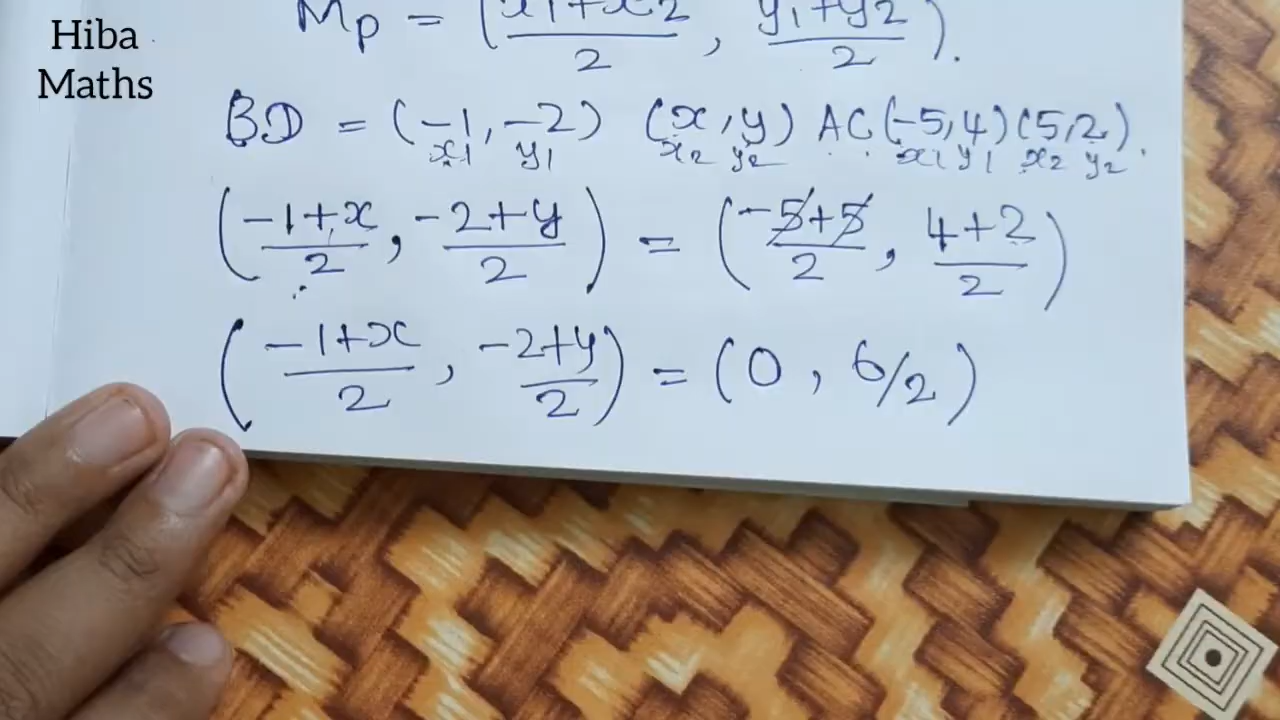 Hiba
Maths
Mp = (x1+x2/2, y1+y2/2).
BD = (-1, -2) (x, y) AC (-5, 4) (5, 2).
x1 y1 x2 y2 x1 y1 x2 y2
(-1+x/2, -2+y/2) = (-5+5/2, 4+2/2)
(-1+x/2, -2+y/2) = (0, 6/2)